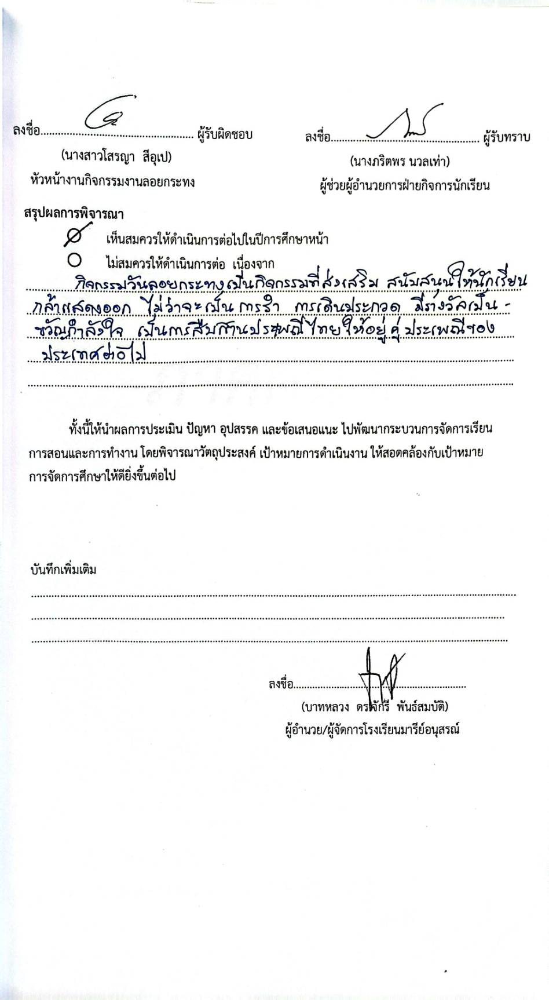 ลงชื่อ................................................ ผู้รับผิดชอบ
(นางสาวโสรญา สีอุเป)
หัวหน้างานกิจกรรมงานลอยกระทง
ลงชื่อ................................................ ผู้รับทราบ
(นางภริตพร นวลเท่า)
ผู้ช่วยผู้อำนวยการฝ่ายกิจการนักเรียน
สรุปผลการพิจารณา
เห็นสมควรให้ดำเนินการต่อไปในปีการศึกษาหน้า
ไม่สมควรให้ดำเนินการต่อ เนื่องจาก
กิจกรรมวันลอยกระทงเป็นกิจกรรมที่ส่งเสริม สนับสนุนให้นักเรียน
กล้าแสดงออก ไม่ว่าจะเป็นการรำ การเดินประกวด มีรางวัลเป็น -
ขวัญกำลังใจ เป็นการสืบสานประเพณีไทยให้อยู่คู่ประเพณีของ
ประเทศต่อไป
ทั้งนี้ให้นำผลการประเมิน ปัญหา อุปสรรค และข้อเสนอแนะ ไปพัฒนากระบวนการจัดการเรียน
การสอนและการทำงาน โดยพิจารณาวัตถุประสงค์ เป้าหมายการดำเนินงาน ให้สอดคล้องกับเป้าหมาย
การจัดการศึกษาให้ดียิ่งขึ้นต่อไป
บันทึกเพิ่มเติม
ลงชื่อ................................................
(บาทหลวง ดร.จักรี พันธ์สมบัติ)
ผู้อำนวย/ผู้จัดการโรงเรียนมารีย์อนุสรณ์